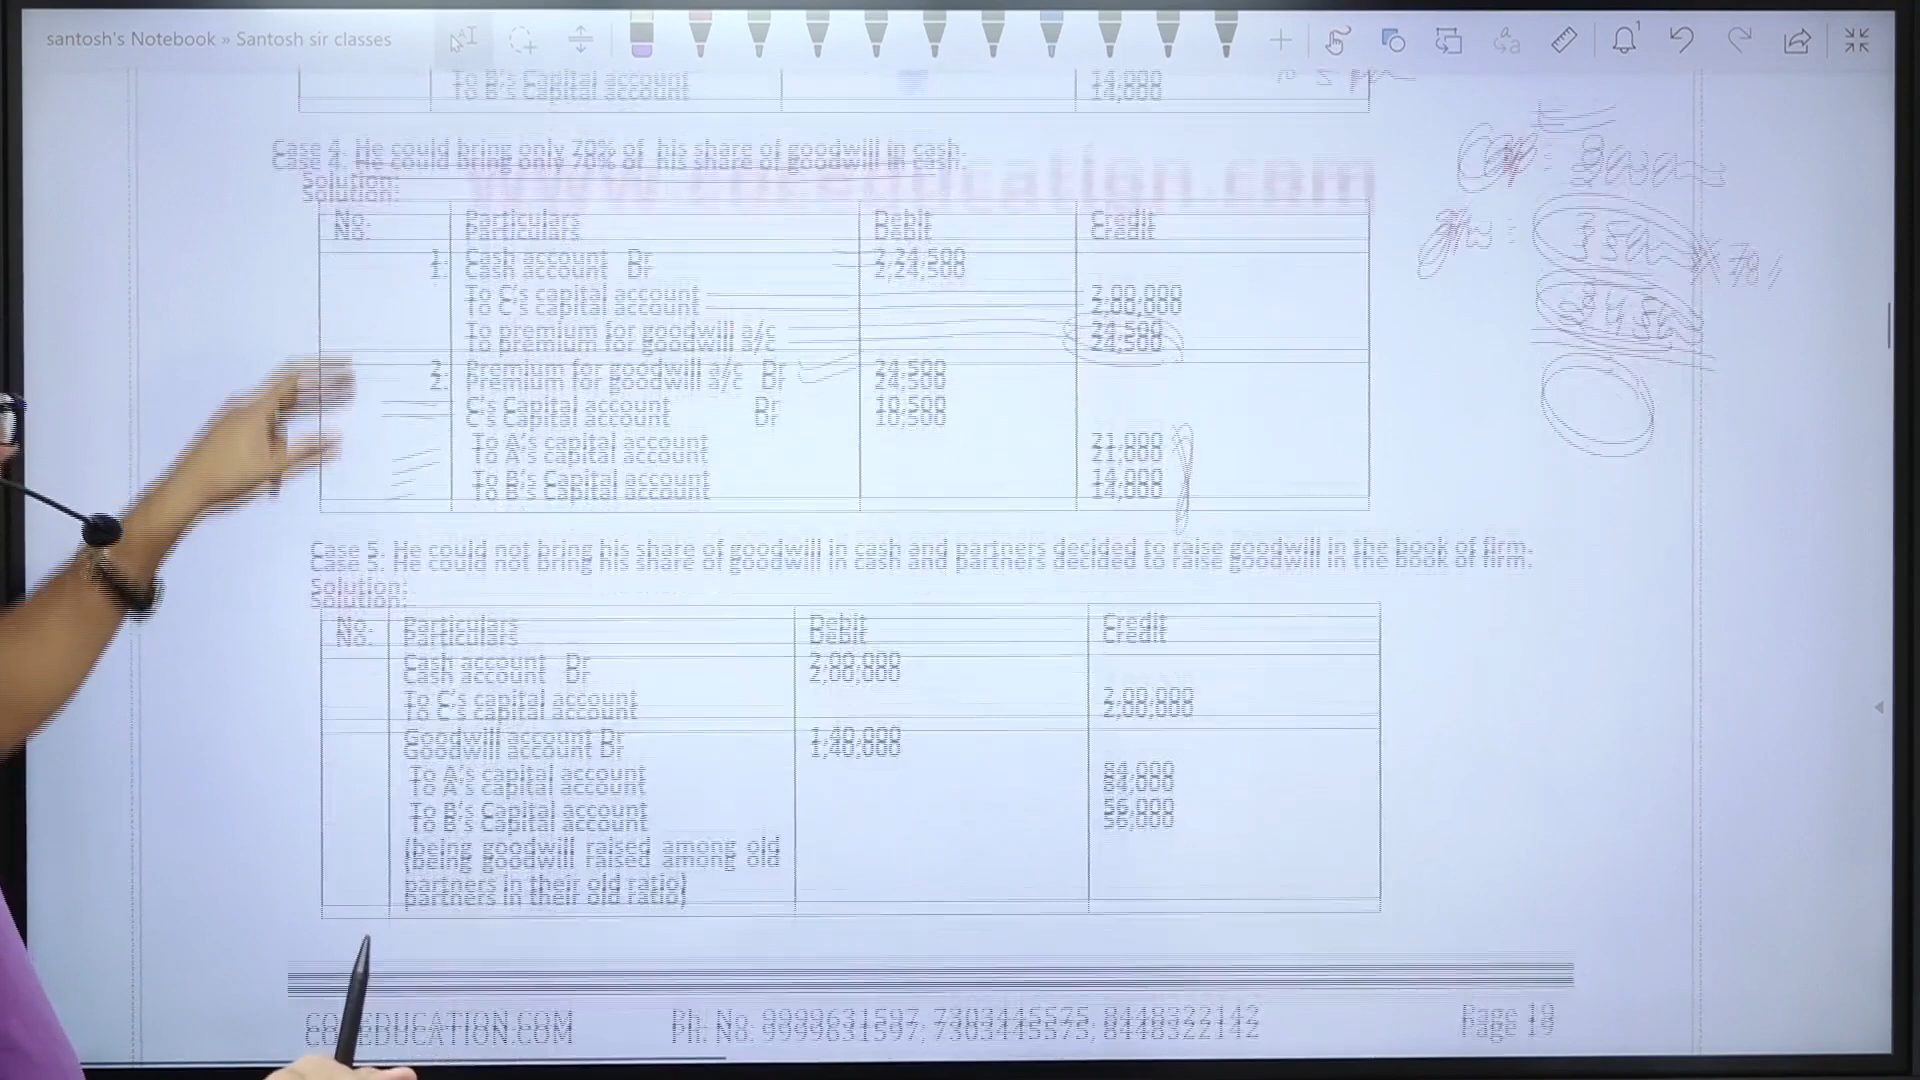 santosh's Notebook » Santosh sir classes
To B's Capital account 14,000
Case 4: He could bring only 70% of his share of goodwill in cash.
Solution:
No. Particulars Debit Credit
1. Cash account Dr 2,24,500
To C's capital account 2,00,000
To premium for goodwill a/c 24,500
2. Premium for goodwill a/c Dr 24,500
C's Capital account Dr 10,500
To A's capital account 21,000
To B's Capital account 14,000
Case 5. He could not bring his share of goodwill in cash and partners decided to raise goodwill in the book of firm.
Solution:
No. Particulars Debit Credit
Cash account Dr 2,00,000
To C's capital account 2,00,000
Goodwill account Dr 1,40,000
To A's capital account 84,000
To B's Capital account 56,000
(being goodwill raised among old
partners in their old ratio)
EDUCATION.COM Ph. No. 9999631597, 7303445575, 8448322142 Page 19